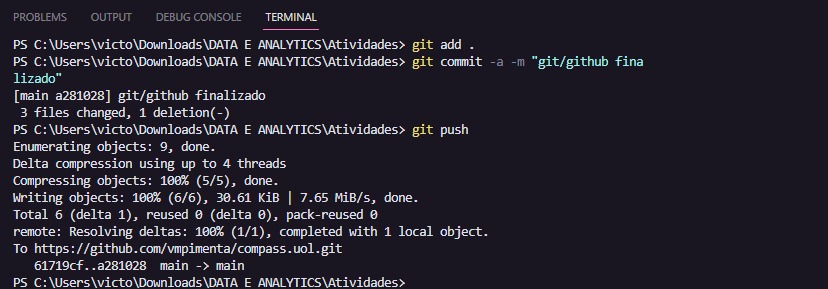 PROBLEMS OUTPUT DEBUG CONSOLE TERMINAL
PS C:\Users\victo\Downloads\DATA E ANALYTICS\Atividades> git add .
PS C:\Users\victo\Downloads\DATA E ANALYTICS\Atividades> git commit -a -m "git/github fina
lizado"
[main a281028] git/github finalizado
 3 files changed, 1 deletion(-)
PS C:\Users\victo\Downloads\DATA E ANALYTICS\Atividades> git push
Enumerating objects: 9, done.
Delta compression using up to 4 threads
Compressing objects: 100% (5/5), done.
Writing objects: 100% (6/6), 30.61 KiB | 7.65 MiB/s, done.
Total 6 (delta 1), reused 0 (delta 0), pack-reused 0
remote: Resolving deltas: 100% (1/1), completed with 1 local object.
To https://github.com/vmpimenta/compass.uol.git
   61719cf..a281028  main -> main
PS C:\Users\victo\Downloads\DATA E ANALYTICS\Atividades>